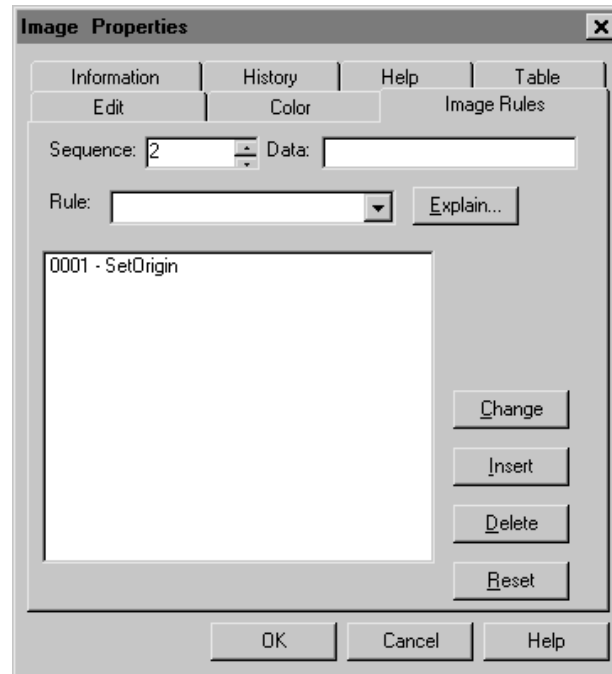 Image Properties
Information History Help Table
Edit Color Image Rules
Sequence: 2 Data:
Rule: Explain...
0001 - SetOrigin
Change
Insert
Delete
Reset
OK Cancel Help